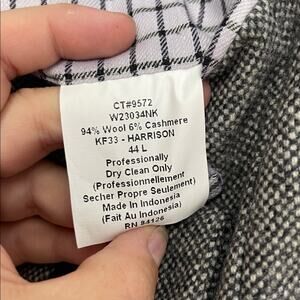 CT#9572
W23034NK
94% Wool 6% Cashmere
KF33 - HARRISON
44 L
Professionally
Dry Clean Only
(Professionnellement
Secher Propre Seulement)
Made In Indonesia
(Fait Au Indonesia)
RN 84126